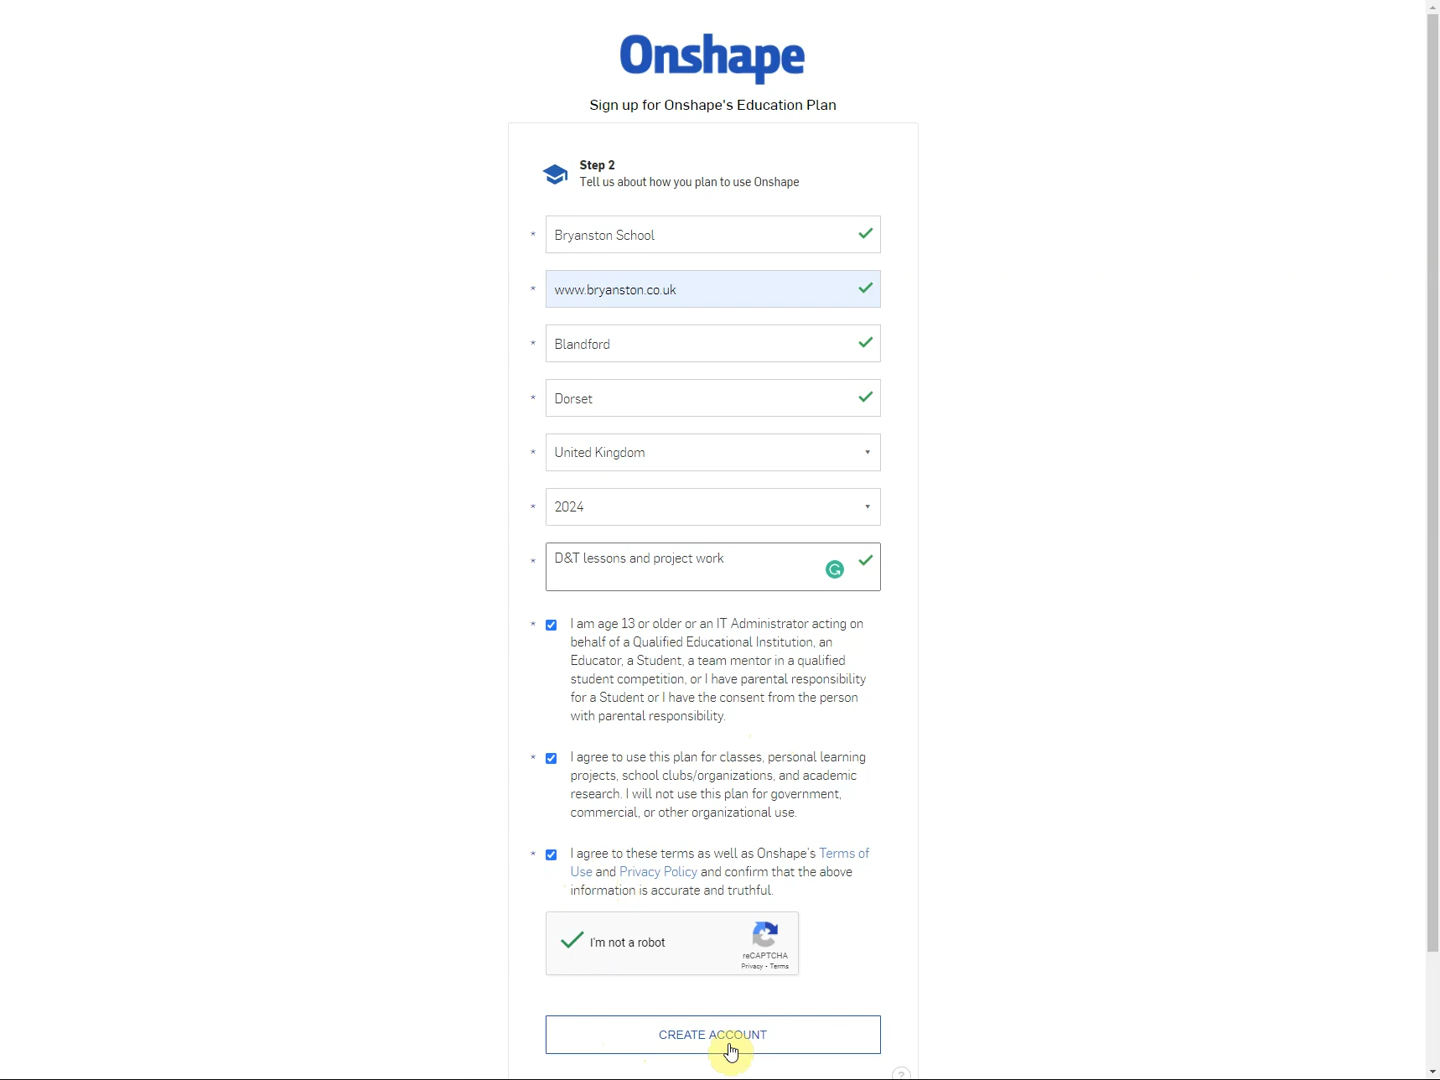 Onshape
Sign up for Onshape's Education Plan
Step 2
Tell us about how you plan to use Onshape
* Bryanston School
* www.bryanston.co.uk
* Blandford
* Dorset
* United Kingdom
* 2024
* D&T lessons and project work
* I am age 13 or older or an IT Administrator acting on
behalf of a Qualified Educational Institution, an
Educator, a Student, a team mentor in a qualified
student competition, or I have parental responsibility
for a Student or I have the consent from the person
with parental responsibility.
* I agree to use this plan for classes, personal learning
projects, school clubs/organizations, and academic
research. I will not use this plan for government,
commercial, or other organizational use.
* I agree to these terms as well as Onshape's Terms of
Use and Privacy Policy and confirm that the above
information is accurate and truthful.
I'm not a robot
reCAPTCHA
Privacy - Terms
CREATE ACCOUNT
?